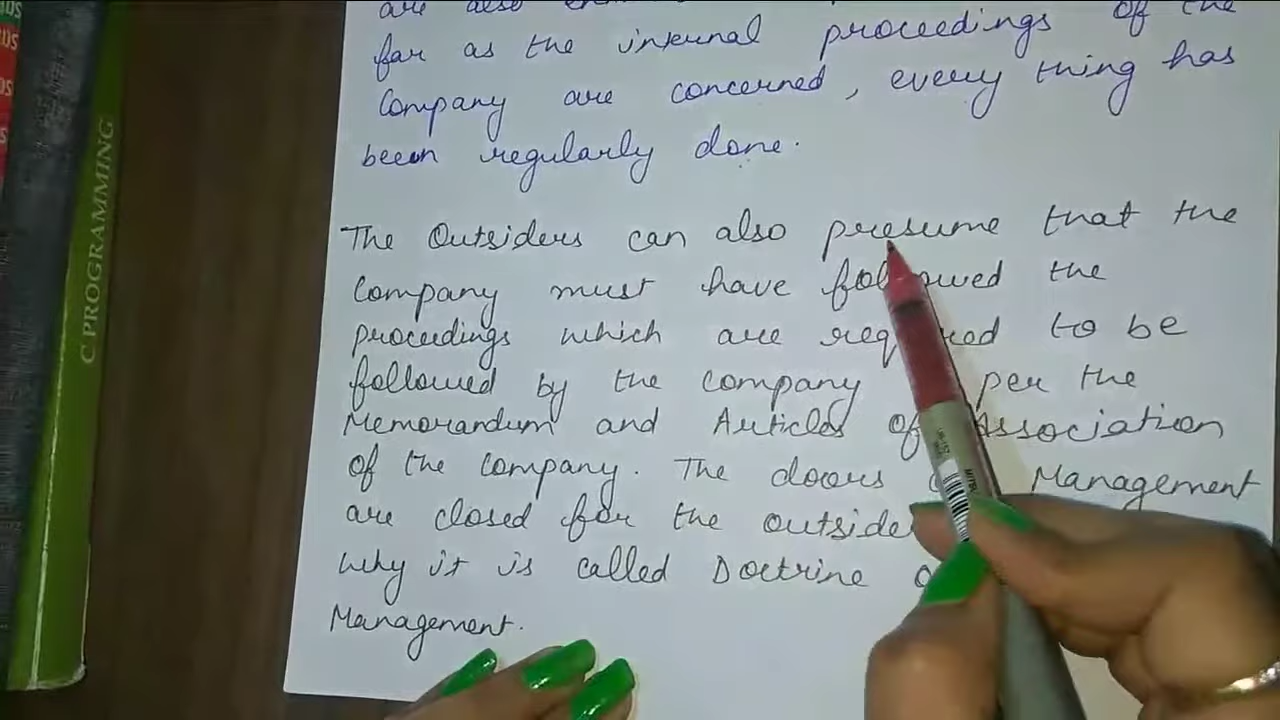 are also
far as the internal proceedings of the
Company are concerned, every thing has
been regularly done.
The Outsiders can also presume that the
Company must have followed the
proceedings which are required to be
followed by the company per the
Memorandum and Articles of Association
of the Company. The doors Management
are closed for the
why it is called Doctrine
Management.
C PROGRAMMING